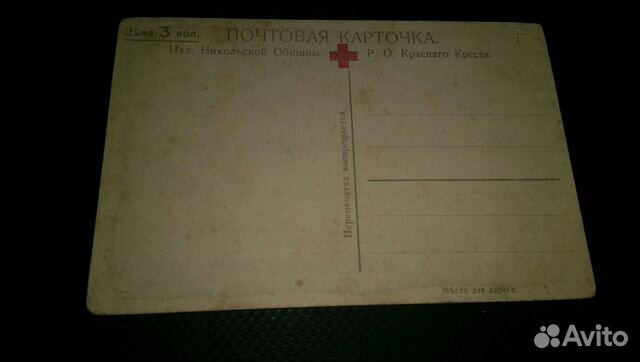 Цѣна 3 коп.
ПОЧТОВАЯ КАРТОЧКА.
Изд. Никольской Общины Р. О. Краснаго Креста.
Перепечатка воспрещается.
Мѣсто для адреса.
Avito